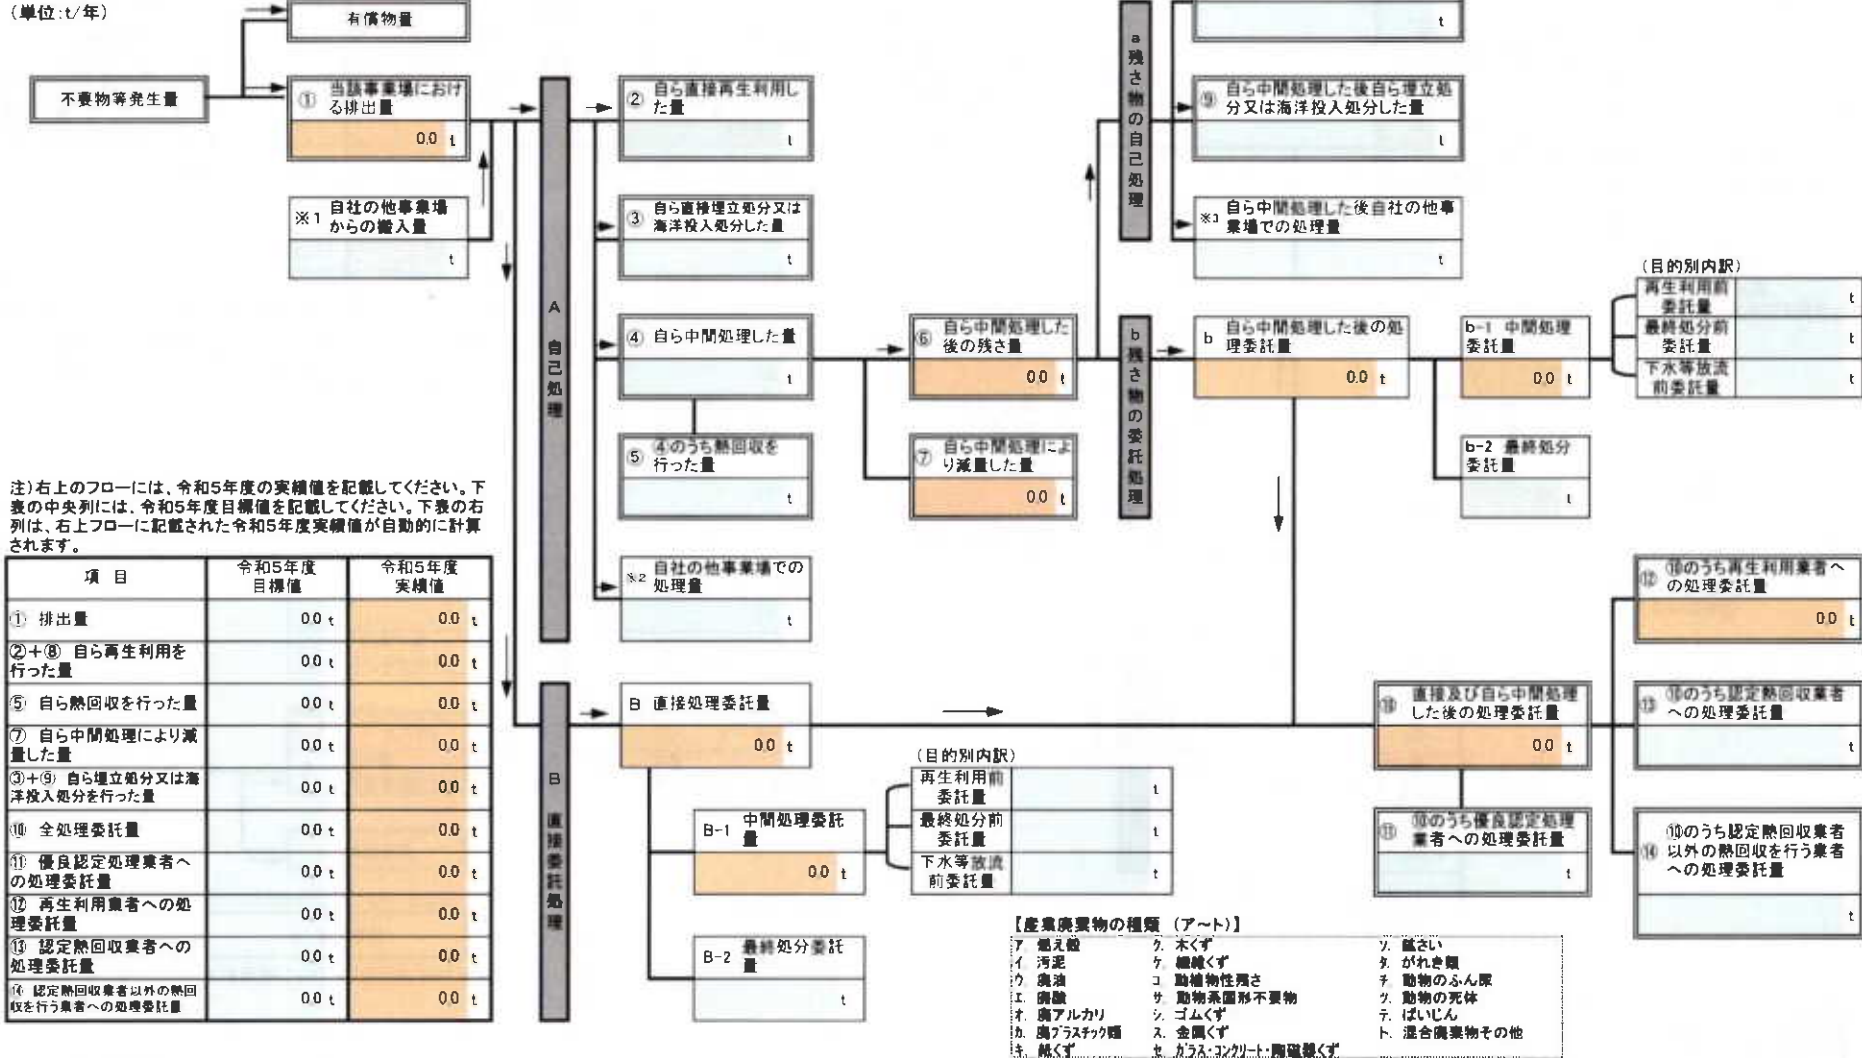 (単位:t/年)
有償物量
不要物等発生量
① 当該事業場におけ
る排出量
0.0 t
※1 自社の他事業場
からの搬入量
t
A 自己処理
② 自ら直接再生利用し
た量
t
③ 自ら直接埋立処分又は
海洋投入処分した量
t
④ 自ら中間処理した量
t
⑤ ④のうち熱回収を
行った量
t
※2 自社の他事業場での
処理量
t
⑥ 自ら中間処理した
後の残さ量
0.0 t
⑦ 自ら中間処理によ
り減量した量
0.0 t
a 残さ物の自己処理
t
⑨ 自ら中間処理した後自ら埋立処
分又は海洋投入処分した量
t
※3 自ら中間処理した後自社の他事
業場での処理量
t
b 残さ物の委託処理
b 自ら中間処理した後の処
理委託量
0.0 t
b-1 中間処理
委託量
0.0 t
(目的別内訳)
再生利用前
委託量 t
最終処分前
委託量 t
下水等放流
前委託量 t
b-2 最終処分
委託量
t
注)右上のフローには、令和5年度の実績値を記載してください。下
表の中央列には、令和5年度目標値を記載してください。下表の右
列は、右上フローに記載された令和5年度実績値が自動的に計算
されます。
項 目 令和5年度 目標値 令和5年度 実績値
① 排出量 0.0 t 0.0 t
②+⑧ 自ら再生利用を
行った量 0.0 t 0.0 t
⑤ 自ら熱回収を行った量 0.0 t 0.0 t
⑦ 自ら中間処理により減
量した量 0.0 t 0.0 t
③+⑨ 自ら埋立処分又は海
洋投入処分を行った量 0.0 t 0.0 t
⑩ 全処理委託量 0.0 t 0.0 t
⑪ 優良認定処理業者へ
の処理委託量 0.0 t 0.0 t
⑫ 再生利用業者への処
理委託量 0.0 t 0.0 t
⑬ 認定熱回収業者への
処理委託量 0.0 t 0.0 t
⑭ 認定熱回収業者以外の熱回
収を行う業者への処理委託量 0.0 t 0.0 t
B 直接委託処理
B 直接処理委託量
0.0 t
B-1 中間処理委託
量
0.0 t
(目的別内訳)
再生利用前
委託量 t
最終処分前
委託量 t
下水等放流
前委託量 t
B-2 最終処分委託
量
t
⑩ 直接及び自ら中間処理
した後の処理委託量
0.0 t
⑪ ⑩のうち優良認定処理
業者への処理委託量
t
⑫ ⑩のうち再生利用業者へ
の処理委託量
0.0 t
⑬ ⑩のうち認定熱回収業者
への処理委託量
t
⑭ ⑩のうち認定熱回収業者
以外の熱回収を行う業者
への処理委託量
t
【産業廃棄物の種類 (ア〜ト)】
ア. 燃え殻
イ. 汚泥
ウ. 廃油
エ. 廃酸
オ. 廃アルカリ
カ. 廃プラスチック類
キ. 紙くず
ク. 木くず
ケ. 繊維くず
コ. 動植物性残さ
サ. 動物系固形不要物
シ. ゴムくず
ス. 金属くず
セ. ガラス・コンクリート・陶磁器くず
ソ. 鉱さい
タ. がれき類
チ. 動物のふん尿
ツ. 動物の死体
テ. ばいじん
ト. 混合廃棄物その他